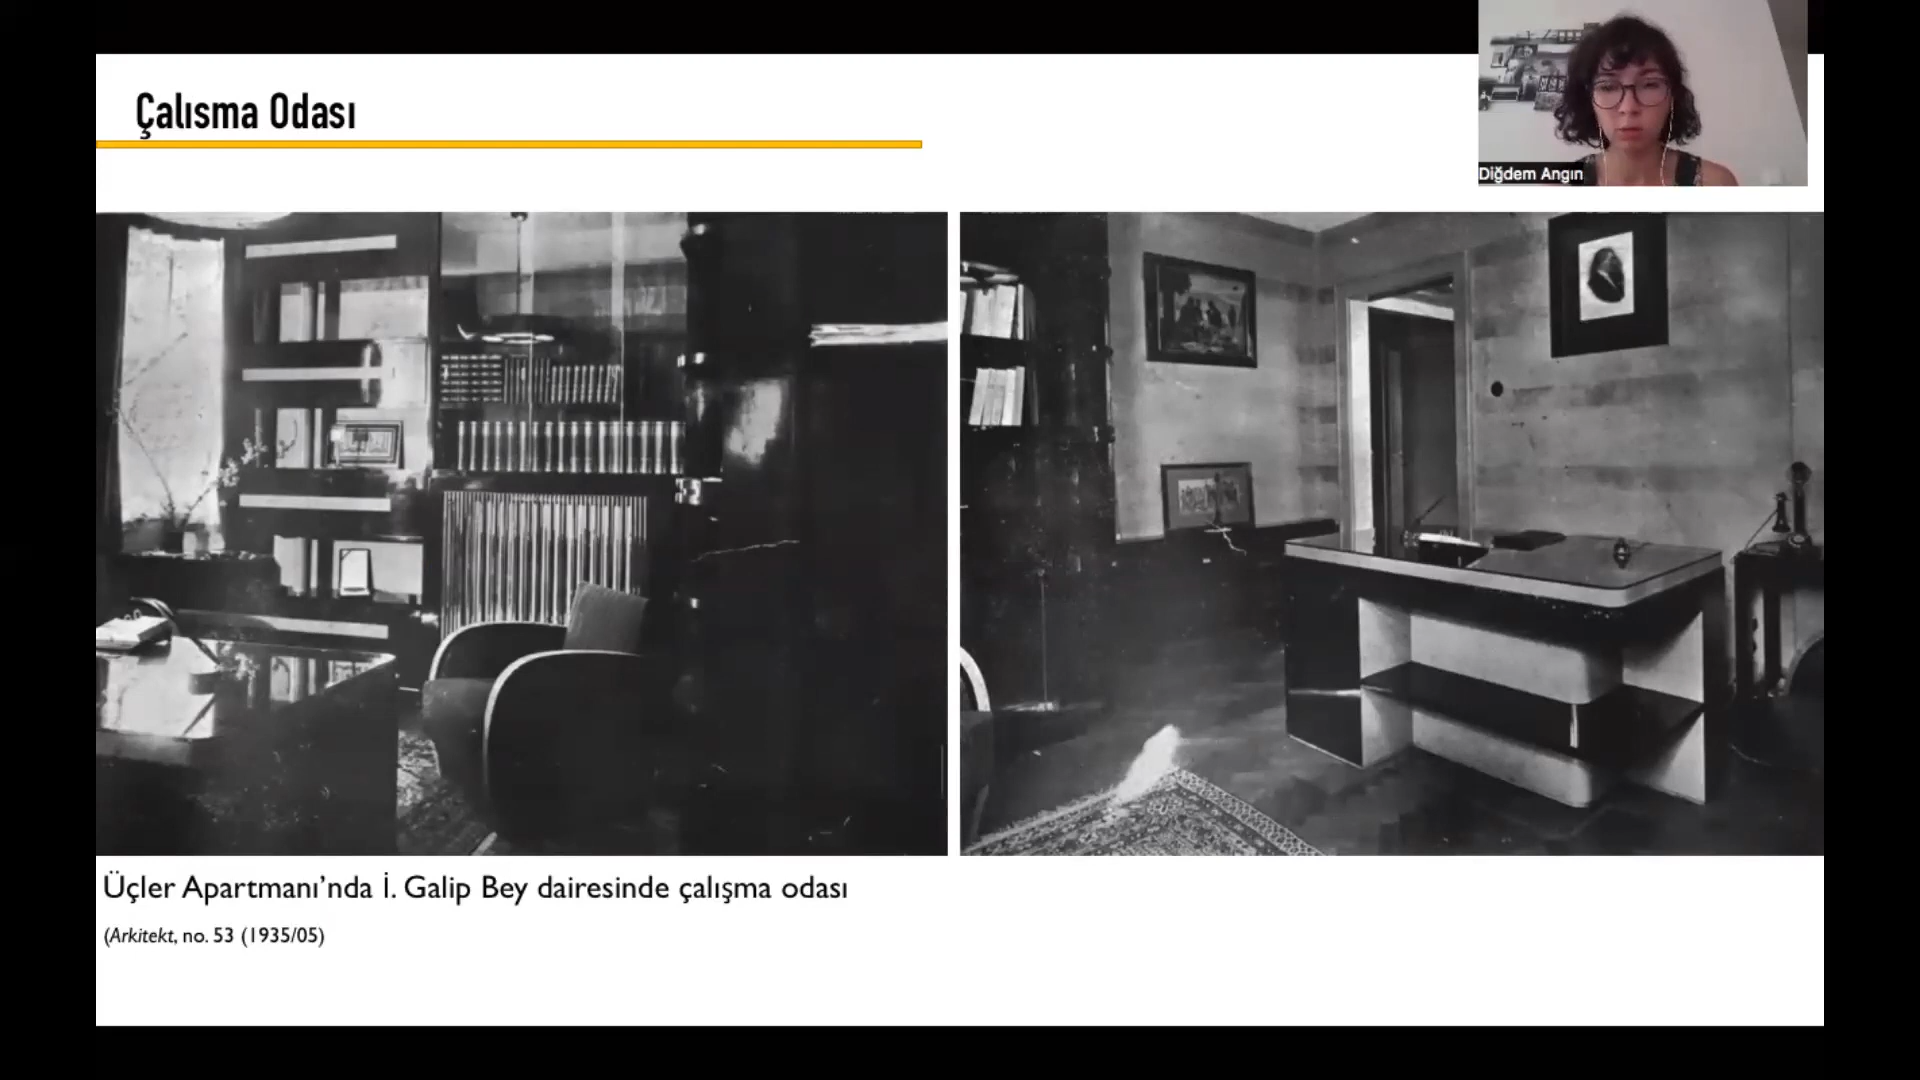 Çalısma Odası
Diğdem Angın
Üçler Apartmanı’nda İ. Galip Bey dairesinde çalışma odası
(Arkitekt, no. 53 (1935/05)